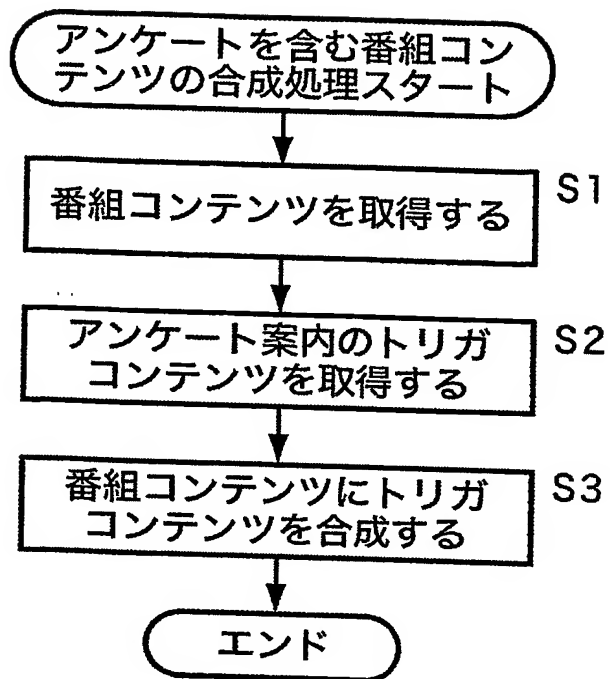 アンケートを含む番組コン
テンツの合成処理スタート
番組コンテンツを取得する
S1
アンケート案内のトリガ
コンテンツを取得する
S2
番組コンテンツにトリガ
コンテンツを合成する
S3
エンド